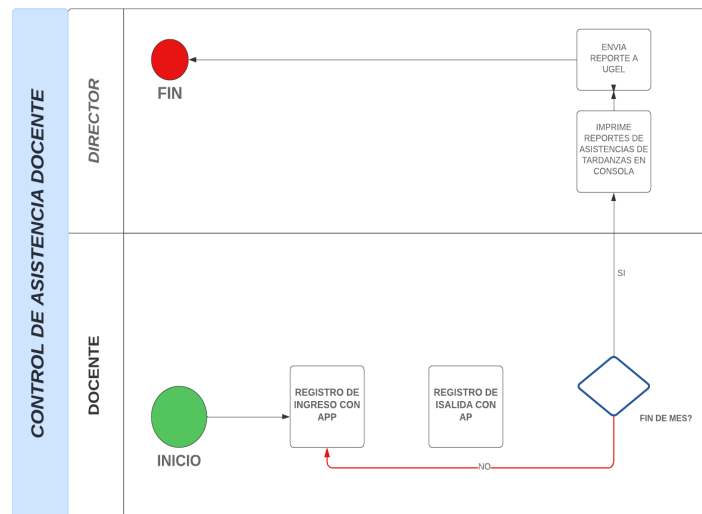 CONTROL DE ASISTENCIA DOCENTE
DIRECTOR
FIN
ENVIA
REPORTE A
UGEL
IMPRIME
REPORTES DE
ASISTENCIAS DE
TARDANZAS EN
CONSOLA
SI
DOCENTE
INICIO
REGISTRO DE
INGRESO CON
APP
REGISTRO DE
ISALIDA CON
AP
FIN DE MES?
NO